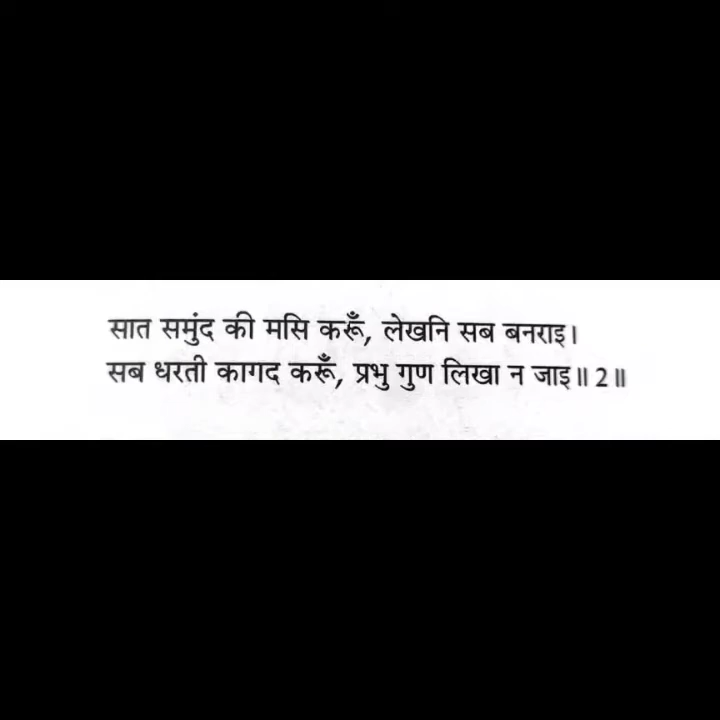 सात समुंद की मसि करूँ, लेखनि सब बनराइ।
सब धरती कागद करूँ, प्रभु गुण लिखा न जाइ॥2॥